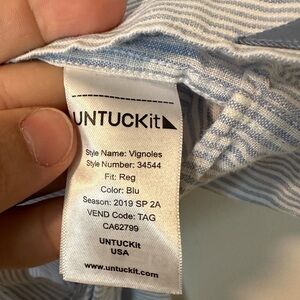 UNTUCKit
Style Name: Vignoles
Style Number: 34544
Fit: Reg
Color: Blu
Season: 2019 SP 2A
VEND Code: TAG
CA62799
UNTUCKit
USA
www.untuckit.com